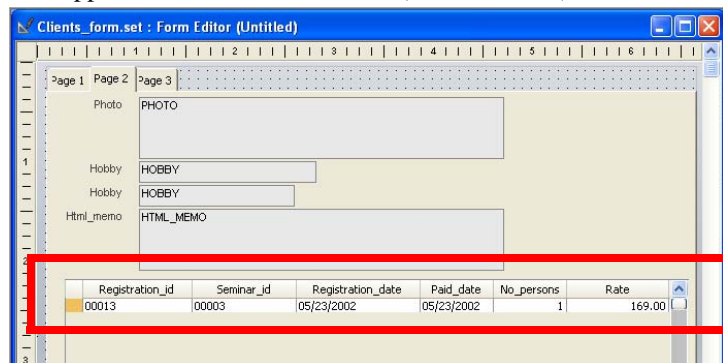 Clients_form.set : Form Editor (Untitled)
1 2 3 4 5 6
Page 1 Page 2 Page 3
Photo PHOTO
1
Hobby HOBBY
Hobby HOBBY
Html_memo HTML_MEMO
2
Registration_id Seminar_id Registration_date Paid_date No_persons Rate
00013 00003 05/23/2002 05/23/2002 1 169.00
3